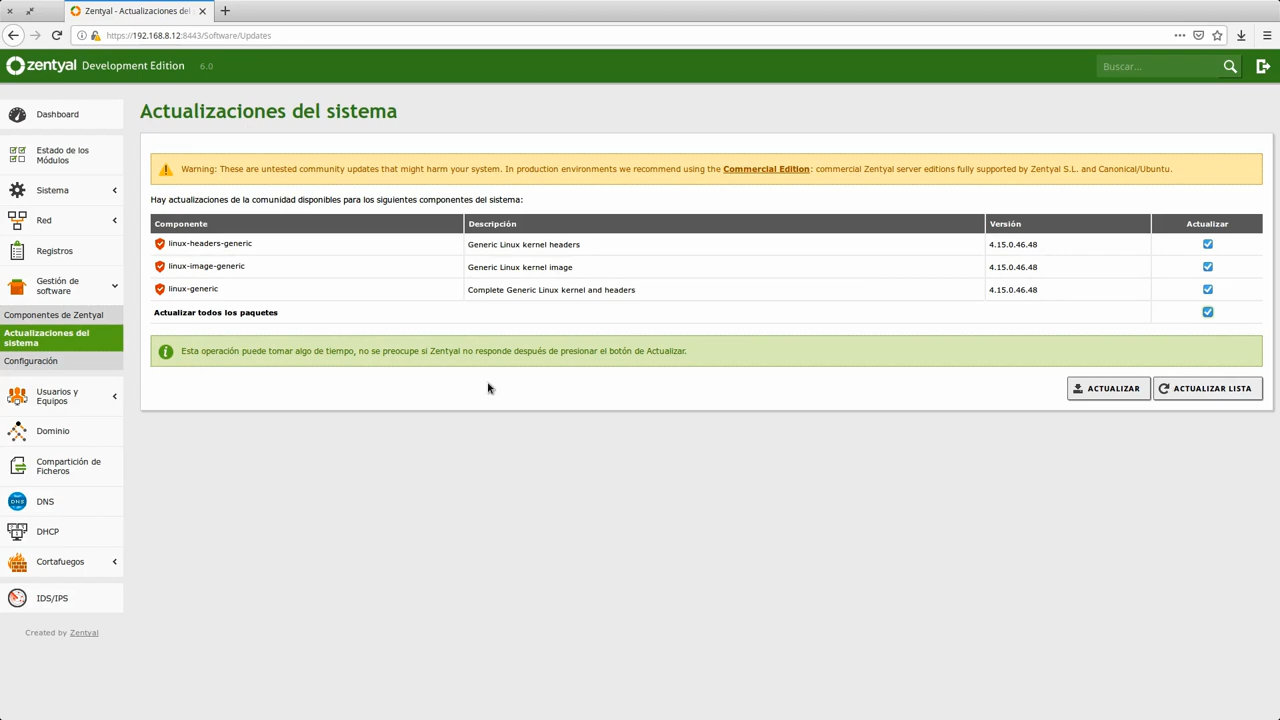 Zentyal - Actualizaciones del
https://192.168.8.12:8443/Software/Updates
zentyal Development Edition 6.0
Buscar...
Dashboard
Estado de los
Módulos
Sistema
Red
Registros
Gestión de
software
Componentes de Zentyal
Actualizaciones del
sistema
Configuración
Usuarios y
Equipos
Dominio
Compartición de
Ficheros
DNS
DNS
DHCP
Cortafuegos
IDS/IPS
Created by Zentyal
Actualizaciones del sistema
Warning: These are untested community updates that might harm your system. In production environments we recommend using the Commercial Edition: commercial Zentyal server editions fully supported by Zentyal S.L. and Canonical/Ubuntu.
Hay actualizaciones de la comunidad disponibles para los siguientes componentes del sistema:
Componente Descripción Versión Actualizar
linux-headers-generic Generic Linux kernel headers 4.15.0.46.48
linux-image-generic Generic Linux kernel image 4.15.0.46.48
linux-generic Complete Generic Linux kernel and headers 4.15.0.46.48
Actualizar todos los paquetes
Esta operación puede tomar algo de tiempo, no se preocupe si Zentyal no responde después de presionar el botón de Actualizar.
ACTUALIZAR ACTUALIZAR LISTA